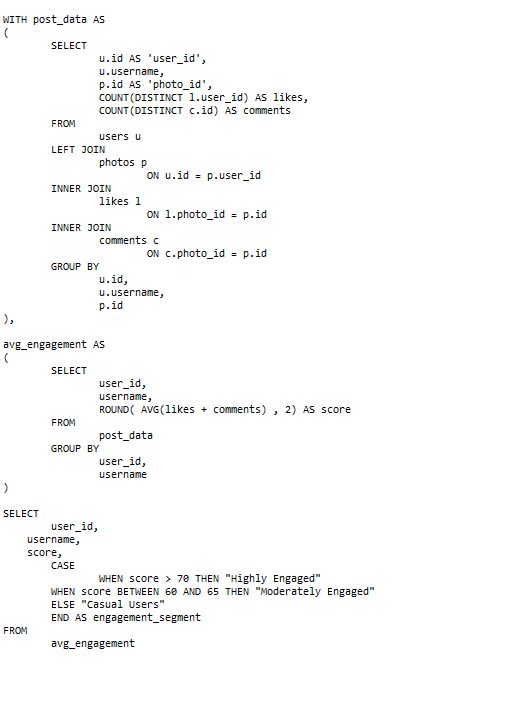 WITH post_data AS
(
SELECT
u.id AS 'user_id',
u.username,
p.id AS 'photo_id',
COUNT(DISTINCT l.user_id) AS likes,
COUNT(DISTINCT c.id) AS comments
FROM
users u
LEFT JOIN
photos p
ON u.id = p.user_id
INNER JOIN
likes l
ON l.photo_id = p.id
INNER JOIN
comments c
ON c.photo_id = p.id
GROUP BY
u.id,
u.username,
p.id
),
avg_engagement AS
(
SELECT
user_id,
username,
ROUND( AVG(likes + comments) , 2) AS score
FROM
post_data
GROUP BY
user_id,
username
)
SELECT
user_id,
username,
score,
CASE
WHEN score > 70 THEN "Highly Engaged"
WHEN score BETWEEN 60 AND 65 THEN "Moderately Engaged"
ELSE "Casual Users"
END AS engagement_segment
FROM
avg_engagement